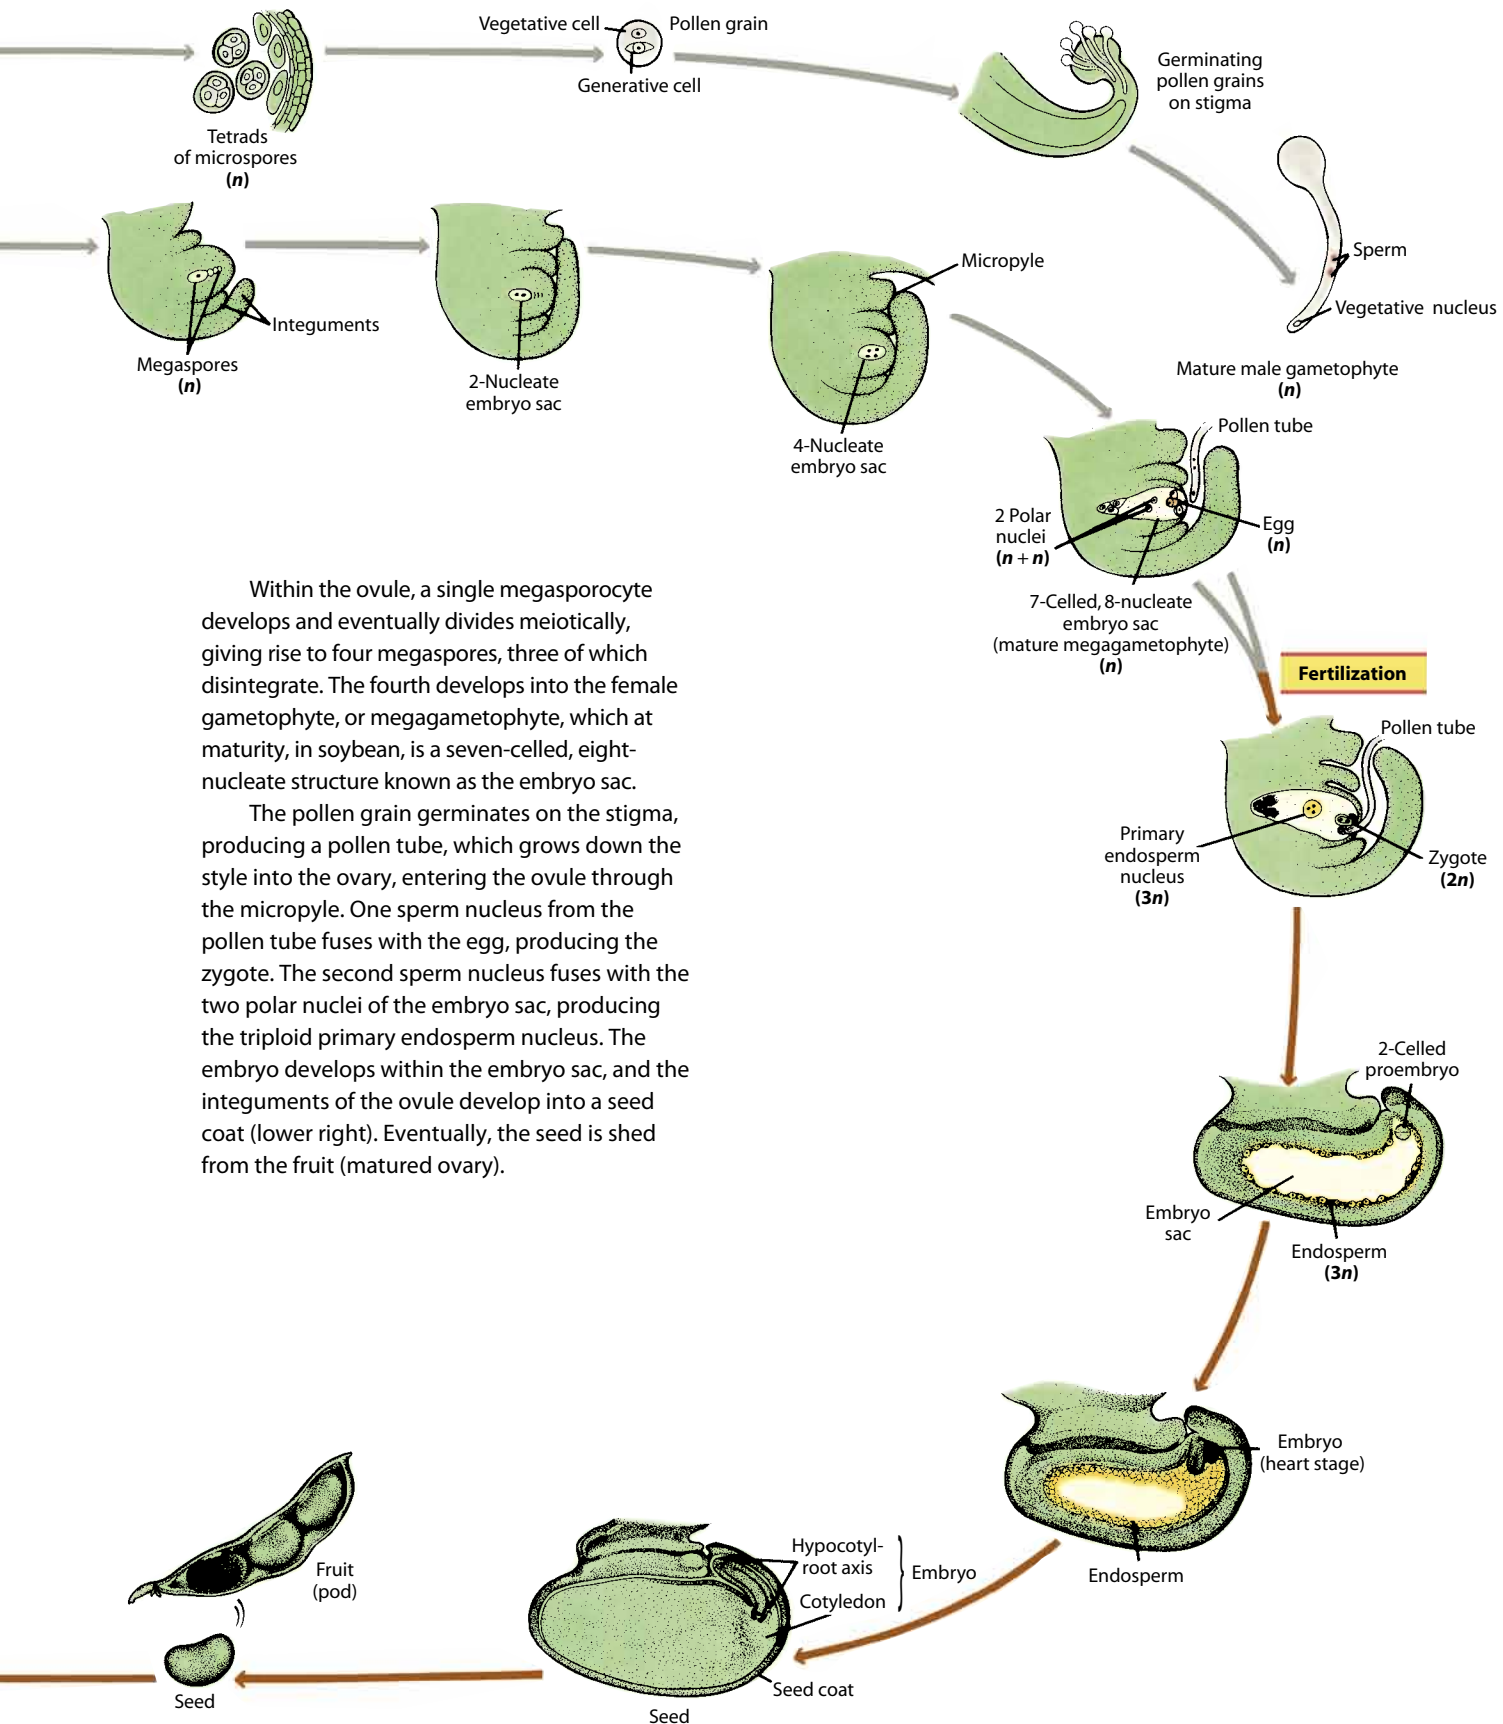 Vegetative cell
Pollen grain
Generative cell
Tetrads
of microspores
(n)
Germinating
pollen grains
on stigma
Sperm
Vegetative nucleus
Mature male gametophyte
(n)
Integuments
Megaspores
(n)
2-Nucleate
embryo sac
Micropyle
4-Nucleate
embryo sac
Pollen tube
2 Polar
nuclei
(n + n)
Egg
(n)
7-Celled, 8-nucleate
embryo sac
(mature megagametophyte)
(n)
Within the ovule, a single megasporocyte
develops and eventually divides meiotically,
giving rise to four megaspores, three of which
disintegrate. The fourth develops into the female
gametophyte, or megagametophyte, which at
maturity, in soybean, is a seven-celled, eight-
nucleate structure known as the embryo sac.
The pollen grain germinates on the stigma,
producing a pollen tube, which grows down the
style into the ovary, entering the ovule through
the micropyle. One sperm nucleus from the
pollen tube fuses with the egg, producing the
zygote. The second sperm nucleus fuses with the
two polar nuclei of the embryo sac, producing
the triploid primary endosperm nucleus. The
embryo develops within the embryo sac, and the
integuments of the ovule develop into a seed
coat (lower right). Eventually, the seed is shed
from the fruit (matured ovary).
Fertilization
Pollen tube
Primary
endosperm
nucleus
(3n)
Zygote
(2n)
2-Celled
proembryo
Embryo
sac
Endosperm
(3n)
Embryo
(heart stage)
Endosperm
Hypocotyl-
root axis
Cotyledon
Embryo
Seed coat
Seed
Fruit
(pod)
Seed